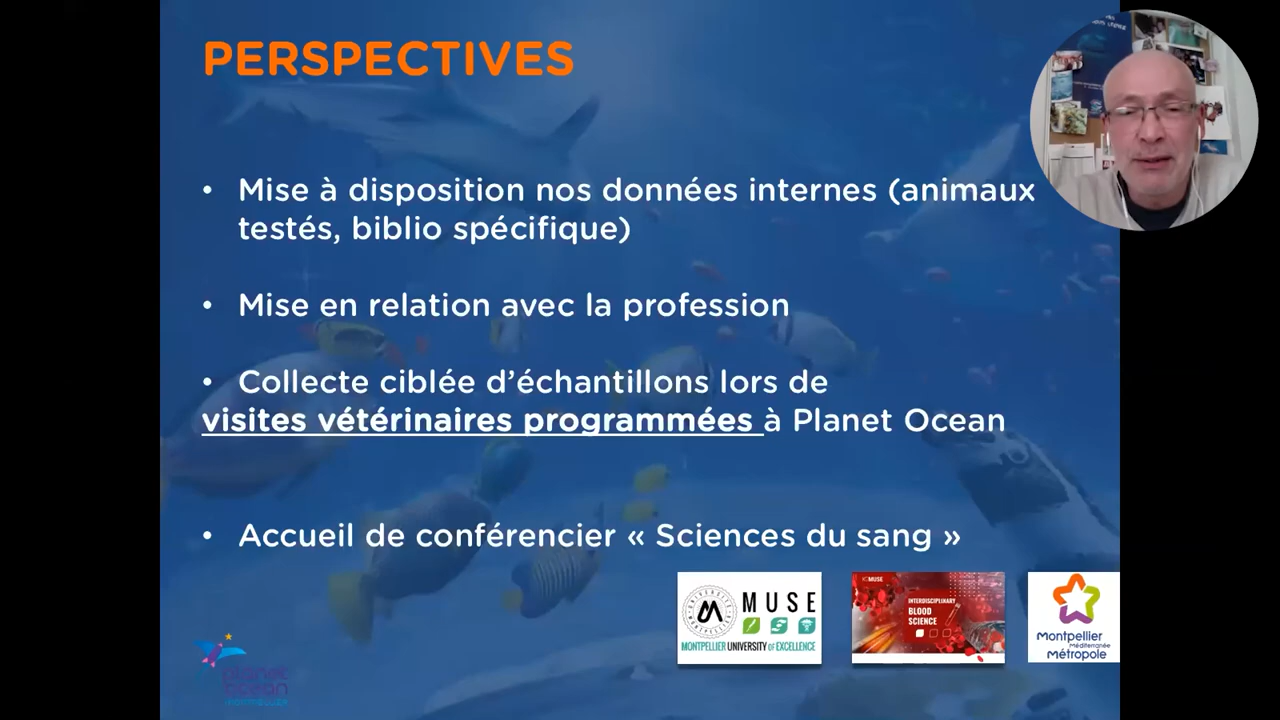 PERSPECTIVES
• Mise à disposition nos données internes (animaux
testés, biblio spécifique)
• Mise en relation avec la profession
• Collecte ciblée d’échantillons lors de
visites vétérinaires programmées à Planet Ocean
• Accueil de conférencier « Sciences du sang »
MUSE
MONTPELLIER UNIVERSITY OF EXCELLENCE
MUSE
INTERDISCIPLINARY
BLOOD
SCIENCE
Montpellier
Méditerranée
Métropole
planet
ocean
montpellier